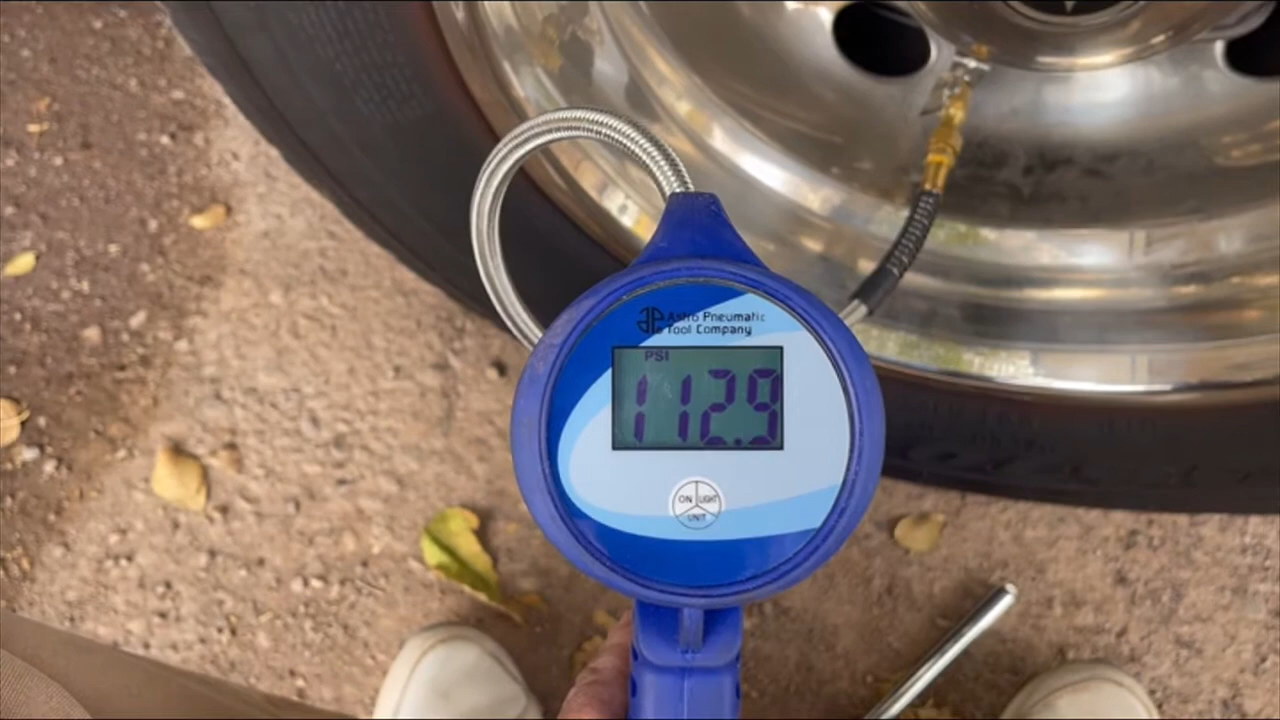 Astro Pneumatic
Tool Company
PSI
112.9
ON LIGHT
UNIT